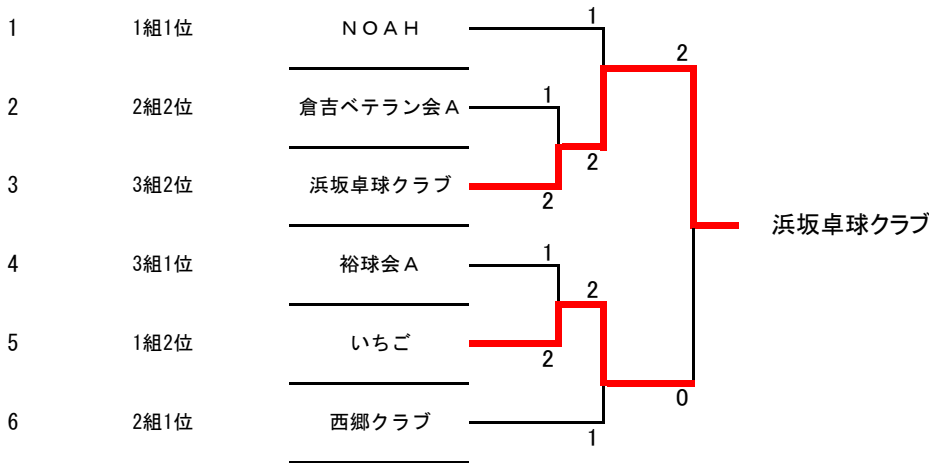 1 1組1位 ＮＯＡＨ 1
2
2 2組2位 倉吉ベテラン会Ａ 1
2
3 3組2位 浜坂卓球クラブ 2
浜坂卓球クラブ
4 3組1位 裕球会Ａ 1
2
5 1組2位 いちご 2
0
6 2組1位 西郷クラブ 1